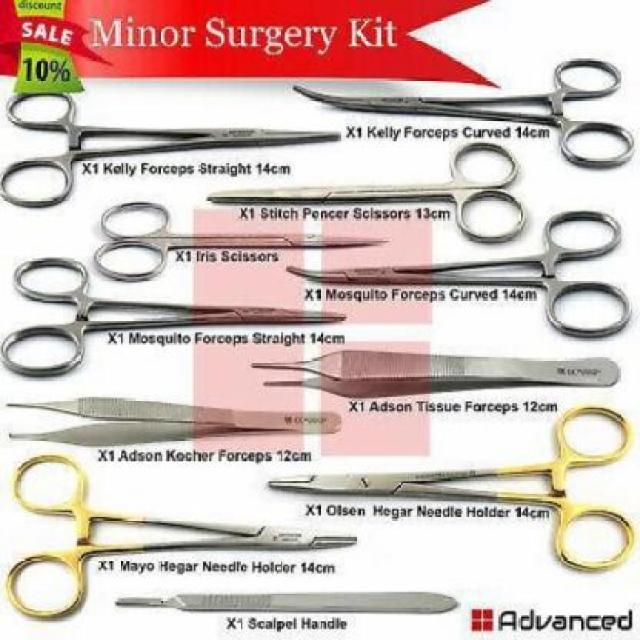 discount
SALE
10%
Minor Surgery Kit
X1 Kelly Forceps Curved 14cm
X1 Kelly Forceps Straight 14cm
X1 Stitch Pencer Scissors 13cm
X1 Iris Scissors
X1 Mosquito Forceps Curved 14cm
X1 Mosquito Forceps Straight 14cm
X1 Adson Tissue Forceps 12cm
X1 Adson Kocher Forceps 12cm
X1 Olsen Hegar Needle Holder 14cm
X1 Mayo Hegar Needle Holder 14cm
X1 Scalpel Handle
Advanced